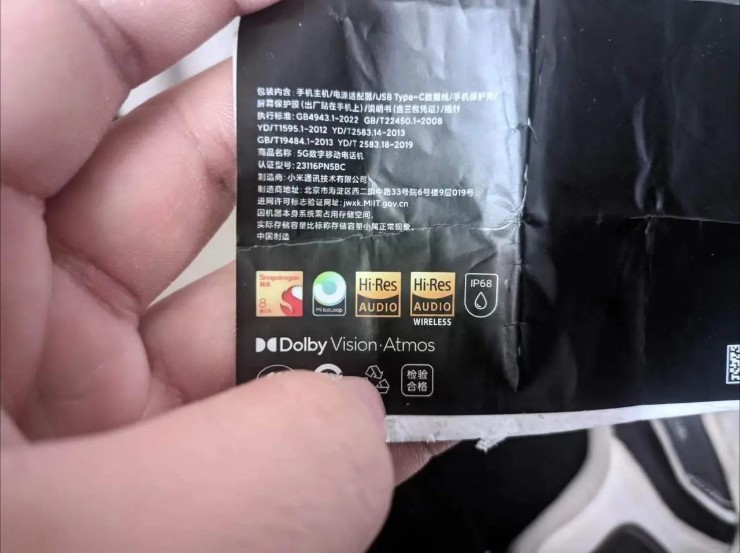 包装内含: 手机主机/电源适配器/USB Type-C数据线/手机保护壳/
屏幕保护膜(出厂贴在手机上)/说明书(含三包凭证)/插针
执行标准: GB4943.1-2022 GB/T22450.1-2008
YD/T1595.1-2012 YD/T2583.14-2013
GB/T19484.1-2013 YD/T 2583.18-2019
商品名称 5G数字移动电话机
认证型号: 23116PN5BC
制造商: 小米通讯技术有限公司
制造商地址: 北京市海淀区西二旗中路33号院6号楼9层019号
进网许可标志验证网址: jwxk.MIIT.gov.cn
因机器本身系统需占用存储空间,
实际存储容量比标称存储容量小属正常现象。
中国制造
Snapdragon
骁龙
8
Mi IceLoop
Hi-Res
AUDIO
Hi-Res
AUDIO
WIRELESS
IP68
Dolby Vision·Atmos
检验
合格